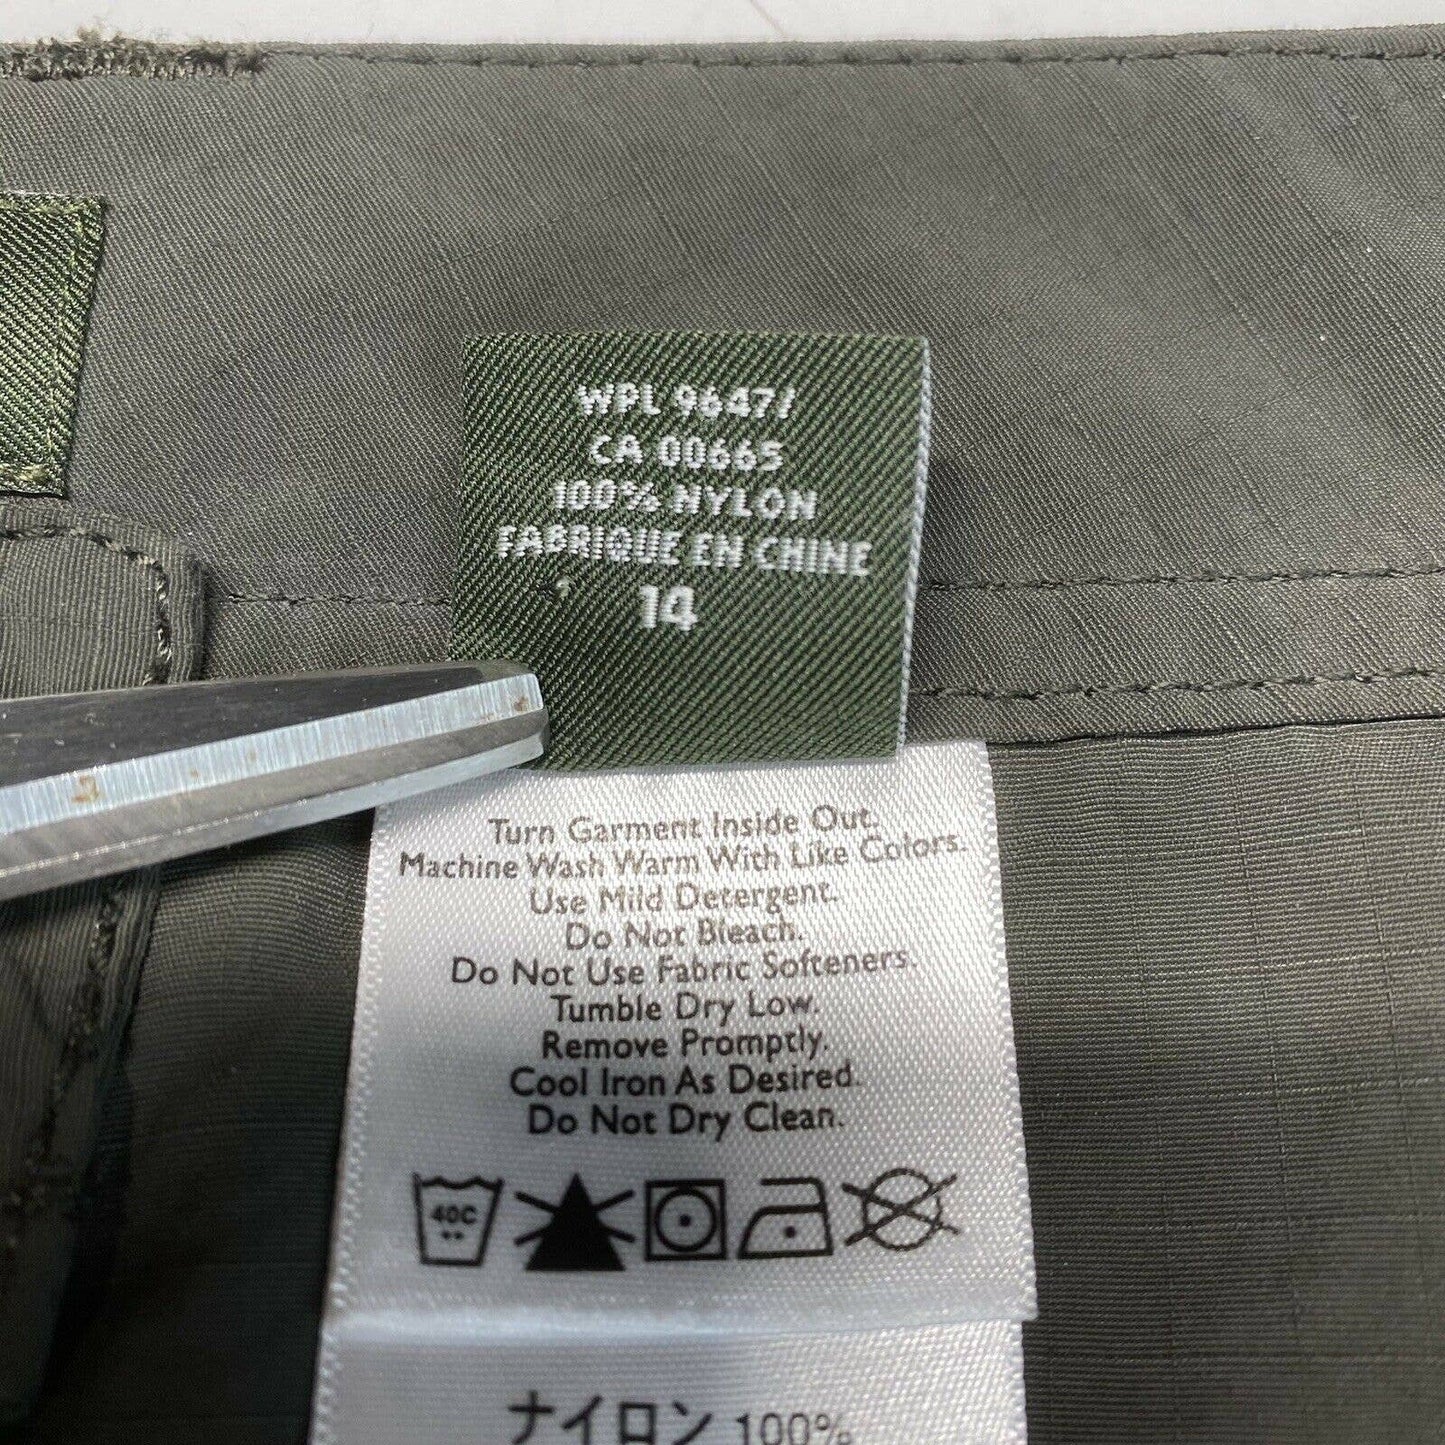 WPL 9647/
CA 00665
100% NYLON
FABRIQUE EN CHINE
14
Turn Garment Inside Out.
Machine Wash Warm With Like Colors.
Use Mild Detergent.
Do Not Bleach.
Do Not Use Fabric Softeners.
Tumble Dry Low.
Remove Promptly.
Cool Iron As Desired.
Do Not Dry Clean.
40C
ナイロン 100%